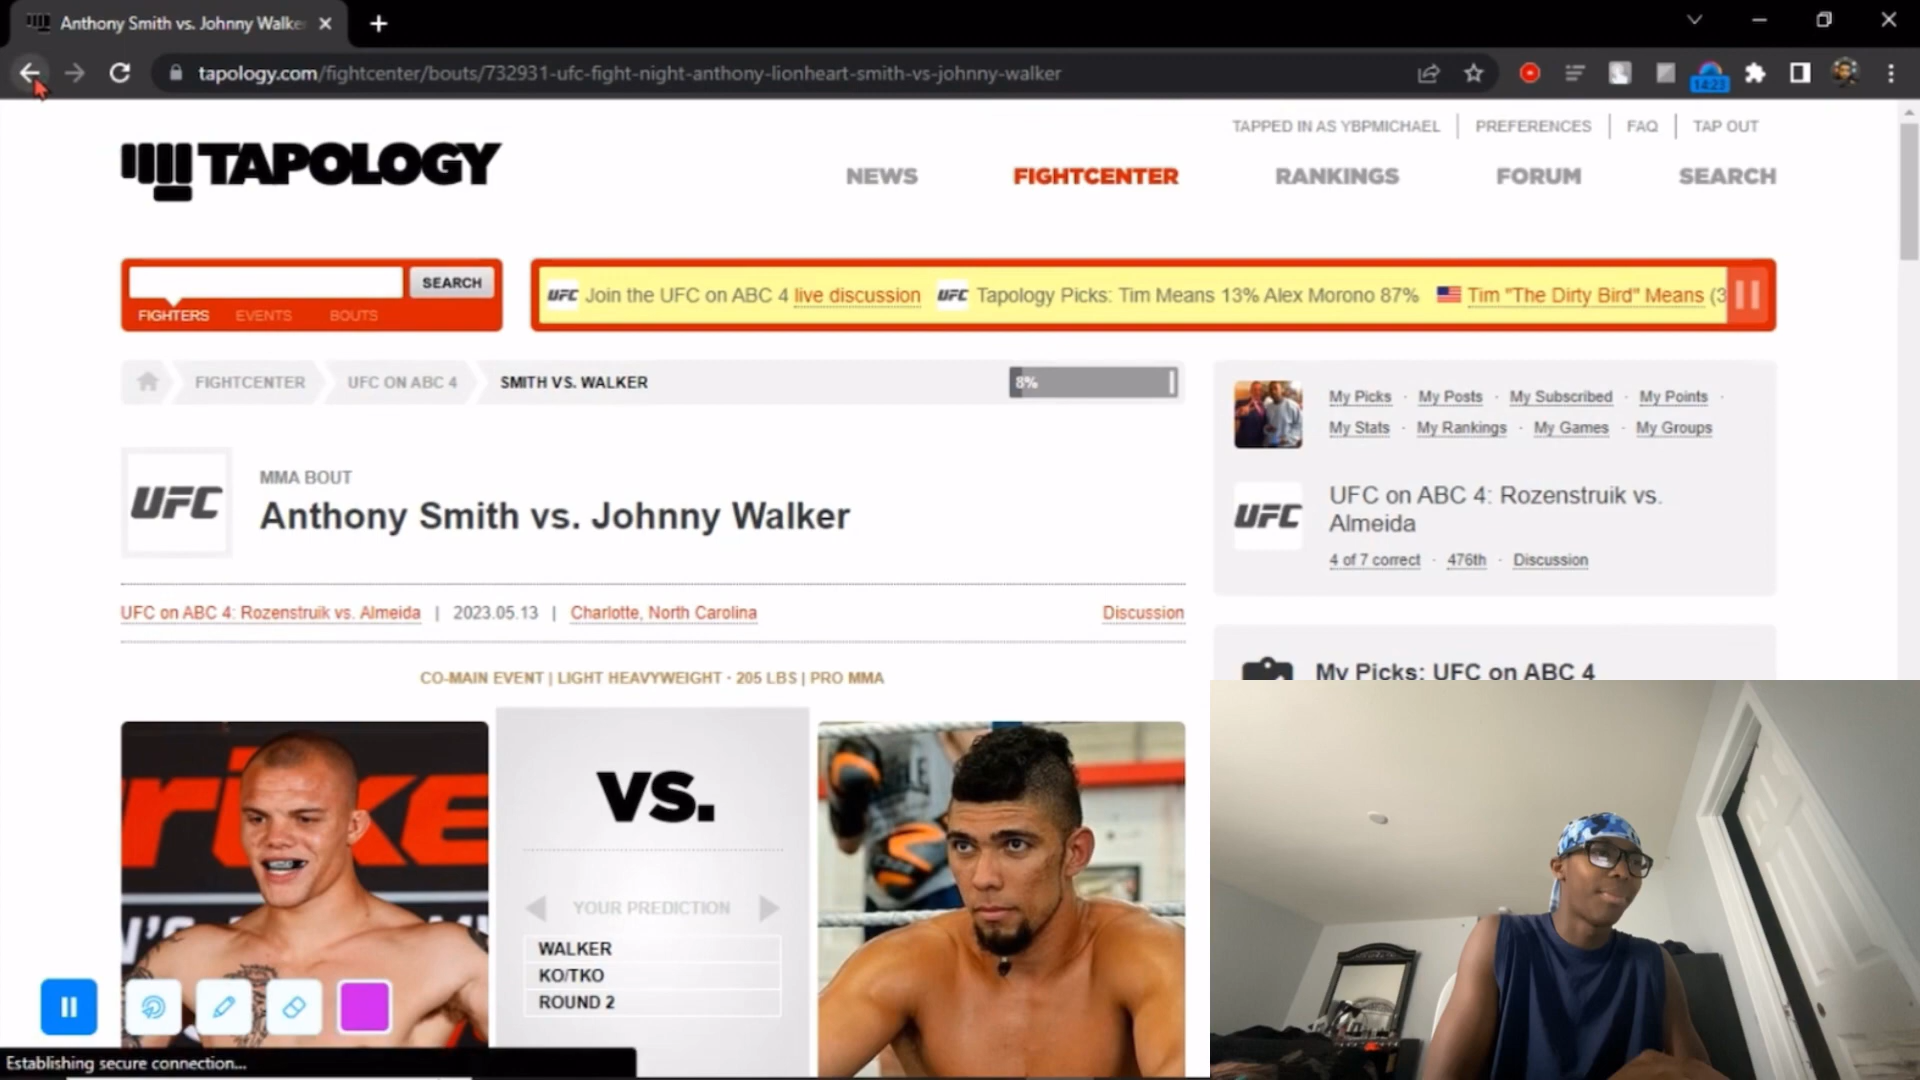 Anthony Smith vs. Johnny Walke
tapology.com/fightcenter/bouts/732931-ufc-fight-night-anthony-lionheart-smith-vs-johnny-walker
14:23
TAPPED IN AS YBPMICHAEL PREFERENCES FAQ TAP OUT
TAPOLOGY
NEWS FIGHTCENTER RANKINGS FORUM SEARCH
SEARCH
FIGHTERS EVENTS BOUTS
UFC Join the UFC on ABC 4 live discussion UFC Tapology Picks: Tim Means 13% Alex Morono 87% Tim "The Dirty Bird" Means (3
FIGHTCENTER UFC ON ABC 4 SMITH VS. WALKER 8%
My Picks · My Posts · My Subscribed · My Points ·
My Stats · My Rankings · My Games · My Groups
UFC
MMA BOUT
Anthony Smith vs. Johnny Walker
UFC
UFC on ABC 4: Rozenstruik vs.
Almeida
4 of 7 correct · 476th · Discussion
UFC on ABC 4: Rozenstruik vs. Almeida | 2023.05.13 | Charlotte, North Carolina Discussion
CO-MAIN EVENT | LIGHT HEAVYWEIGHT · 205 LBS | PRO MMA
My Picks: UFC on ABC 4
rike
VS.
YOUR PREDICTION
WALKER
KO/TKO
ROUND 2
Establishing secure connection...